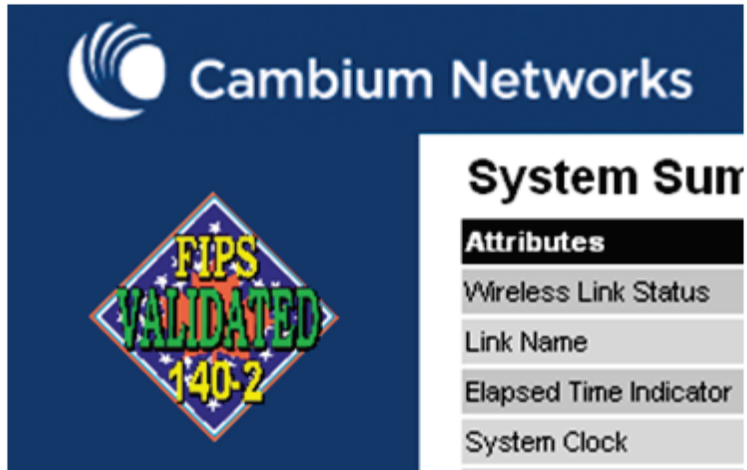 Cambium Networks
System Sum
FIPS
VALIDATED
140-2
Attributes
Wireless Link Status
Link Name
Elapsed Time Indicator
System Clock